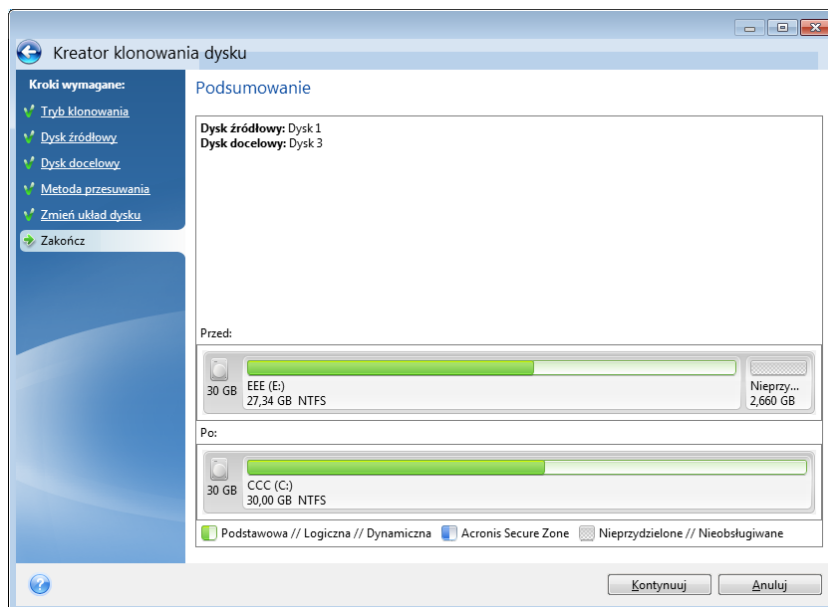 Kreator klonowania dysku
Kroki wymagane:
Tryb klonowania
Dysk źródłowy
Dysk docelowy
Metoda przesuwania
Zmień układ dysku
Zakończ
Podsumowanie
Dysk źródłowy: Dysk 1
Dysk docelowy: Dysk 3
Przed:
30 GB
EEE (E:)
27,34 GB NTFS
Nieprzy...
2,660 GB
Po:
30 GB
CCC (C:)
30,00 GB NTFS
Podstawowa // Logiczna // Dynamiczna Acronis Secure Zone Nieprzydzielone // Nieobsługiwane
Kontynuuj Anuluj